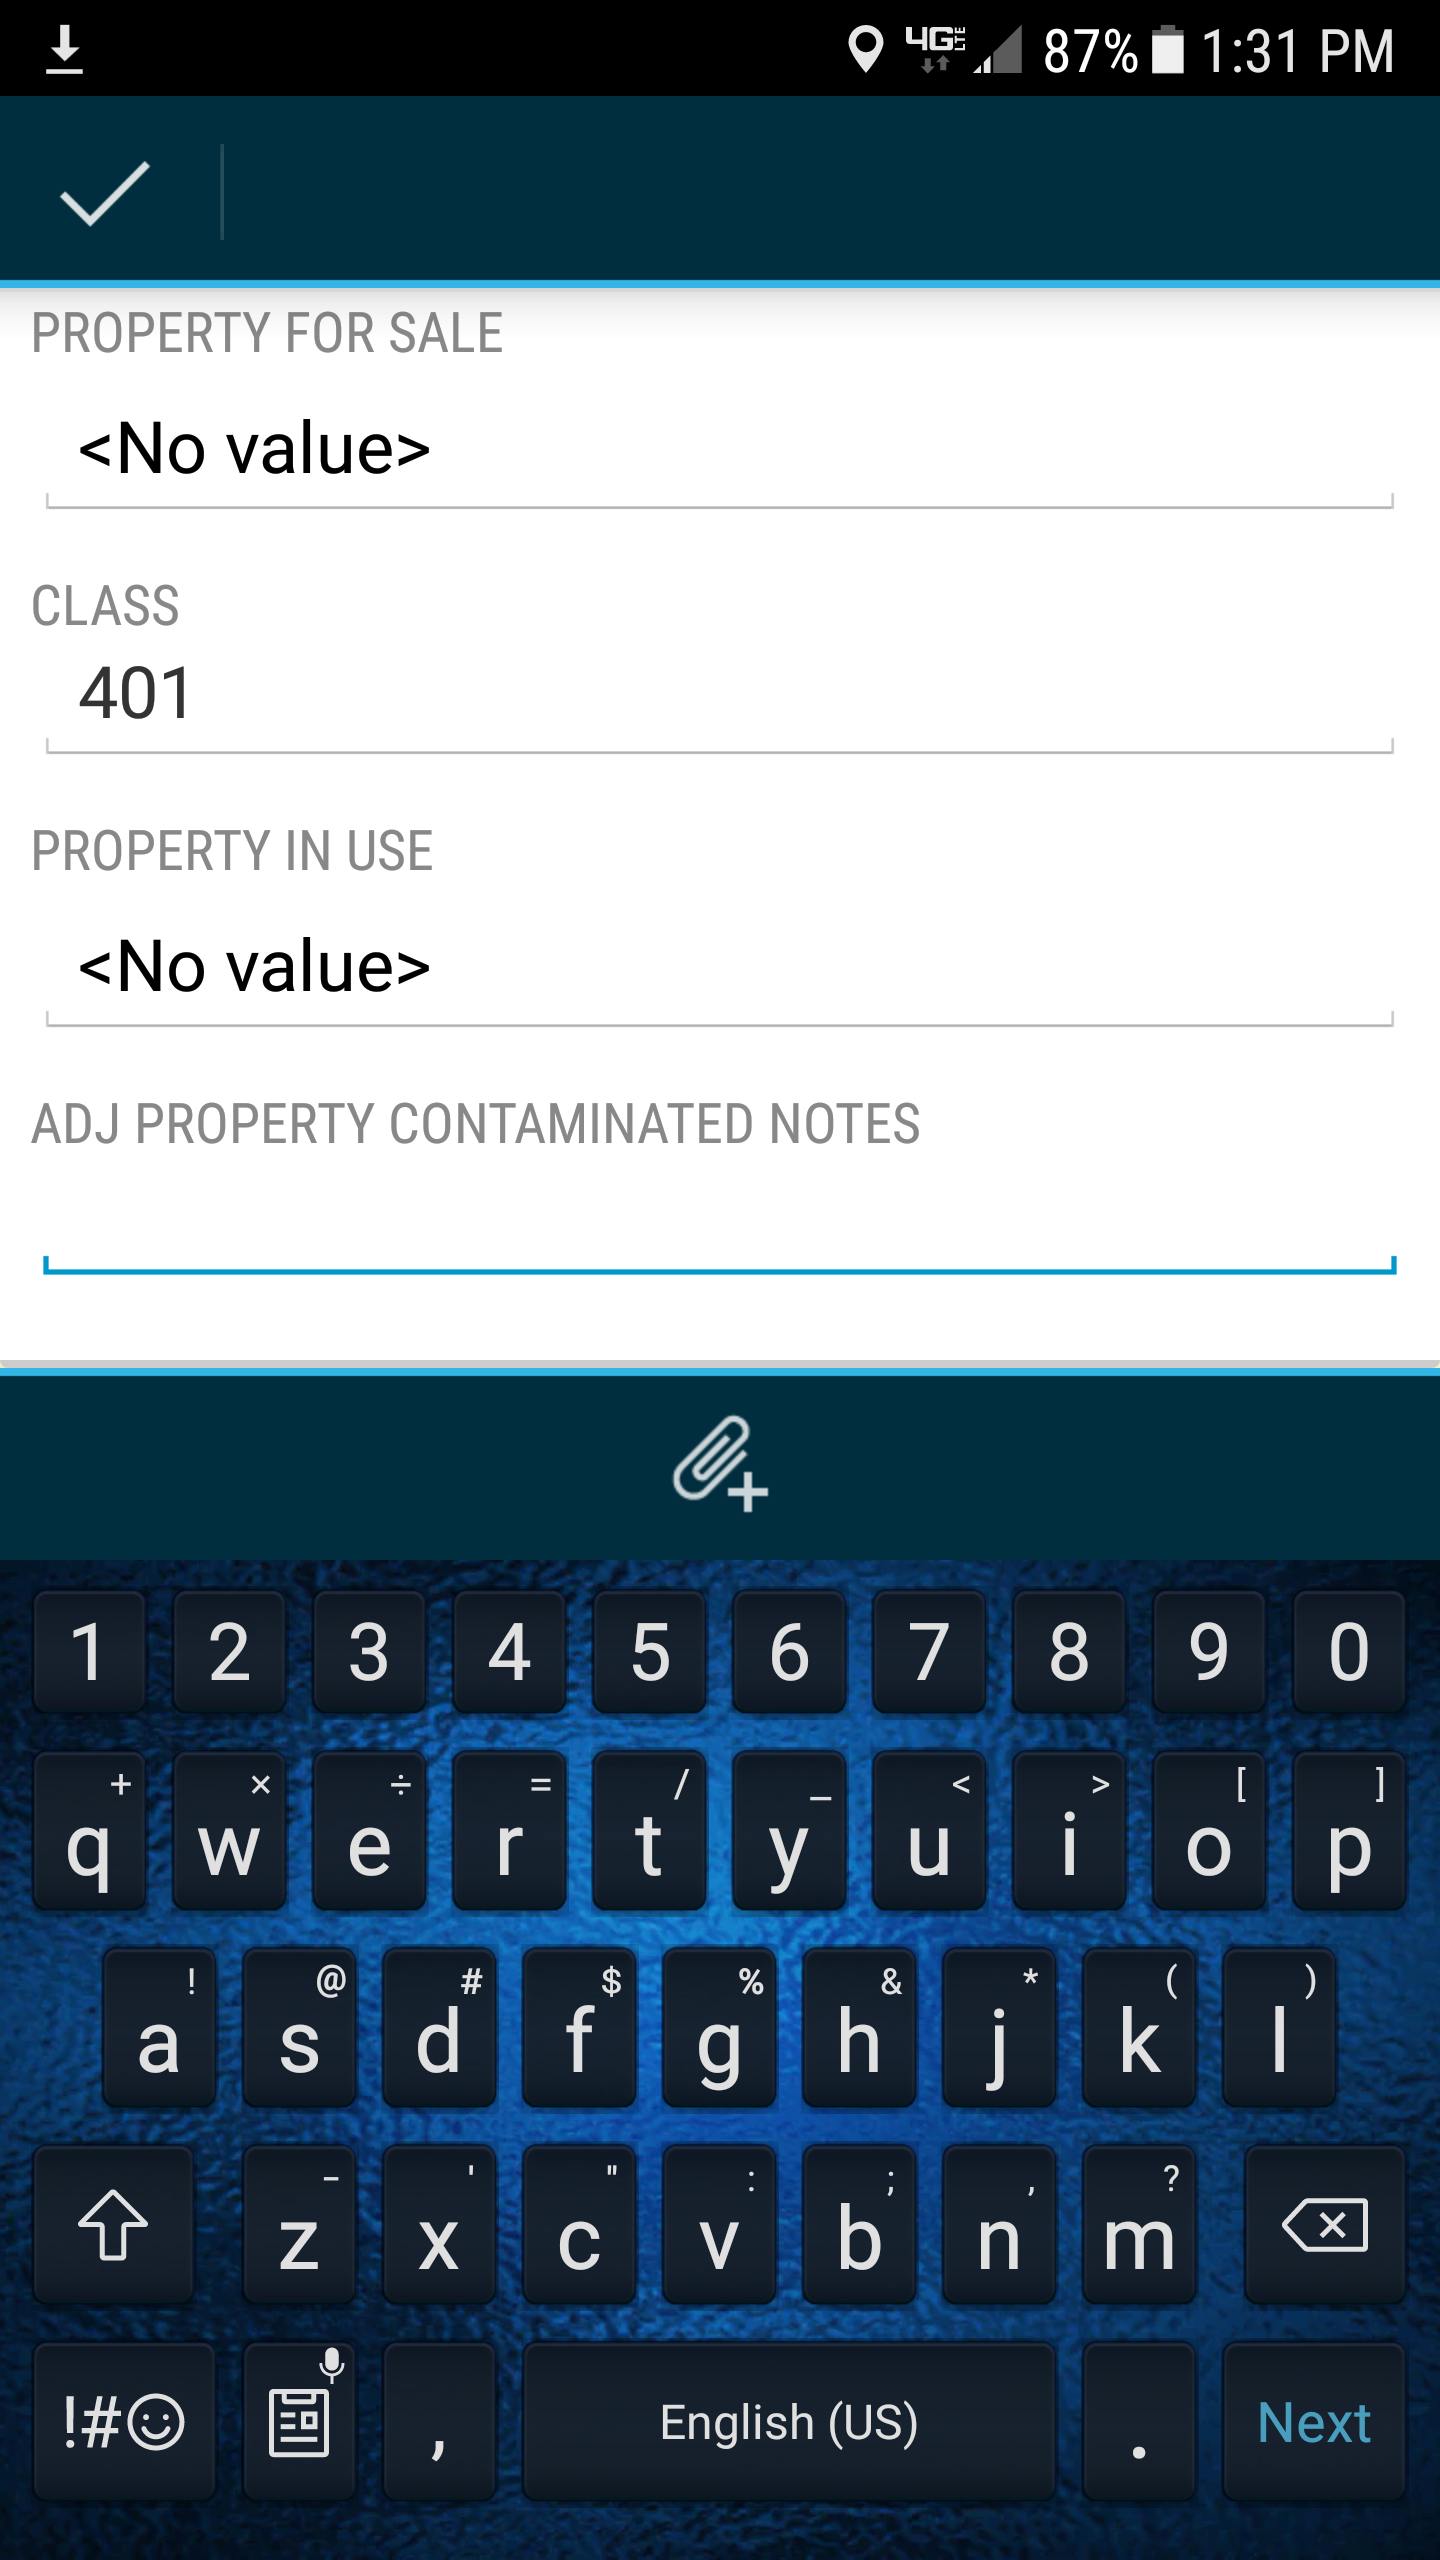 4G LTE 87% 1:31 PM
PROPERTY FOR SALE
<No value>
CLASS
401
PROPERTY IN USE
<No value>
ADJ PROPERTY CONTAMINATED NOTES
1 2 3 4 5 6 7 8 9 0
+ × ÷ = / _ < > [ ]
q w e r t y u i o p
! @ # $ % & * ( )
a s d f g h j k l
- ' " : ; , ?
z x c v b n m
!#☺ , English (US) . Next